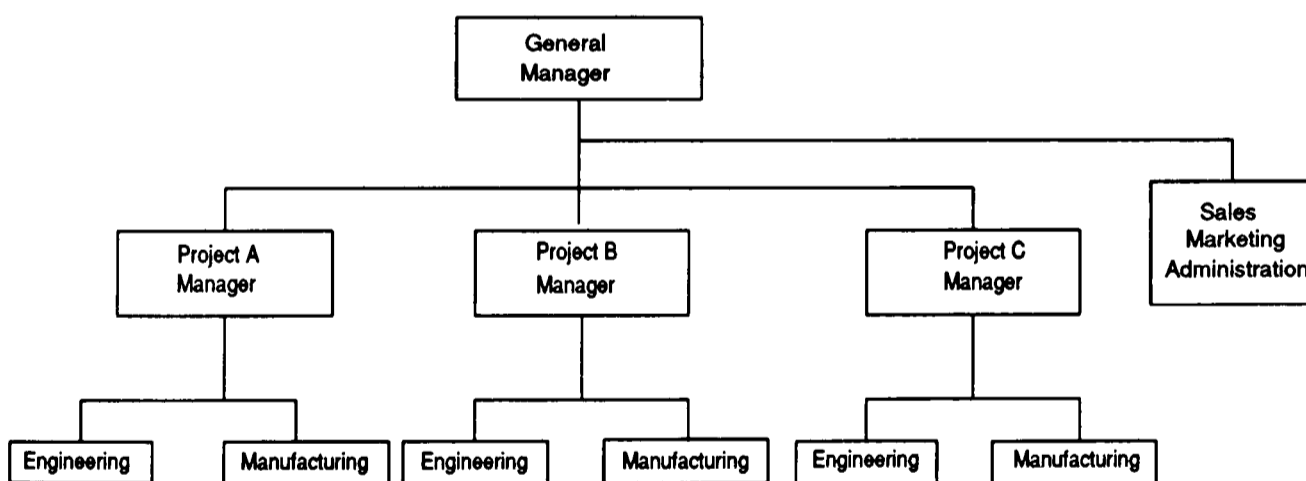 General
Manager
Sales
Marketing
Administration
Project A
Manager
Project B
Manager
Project C
Manager
Engineering
Manufacturing
Engineering
Manufacturing
Engineering
Manufacturing